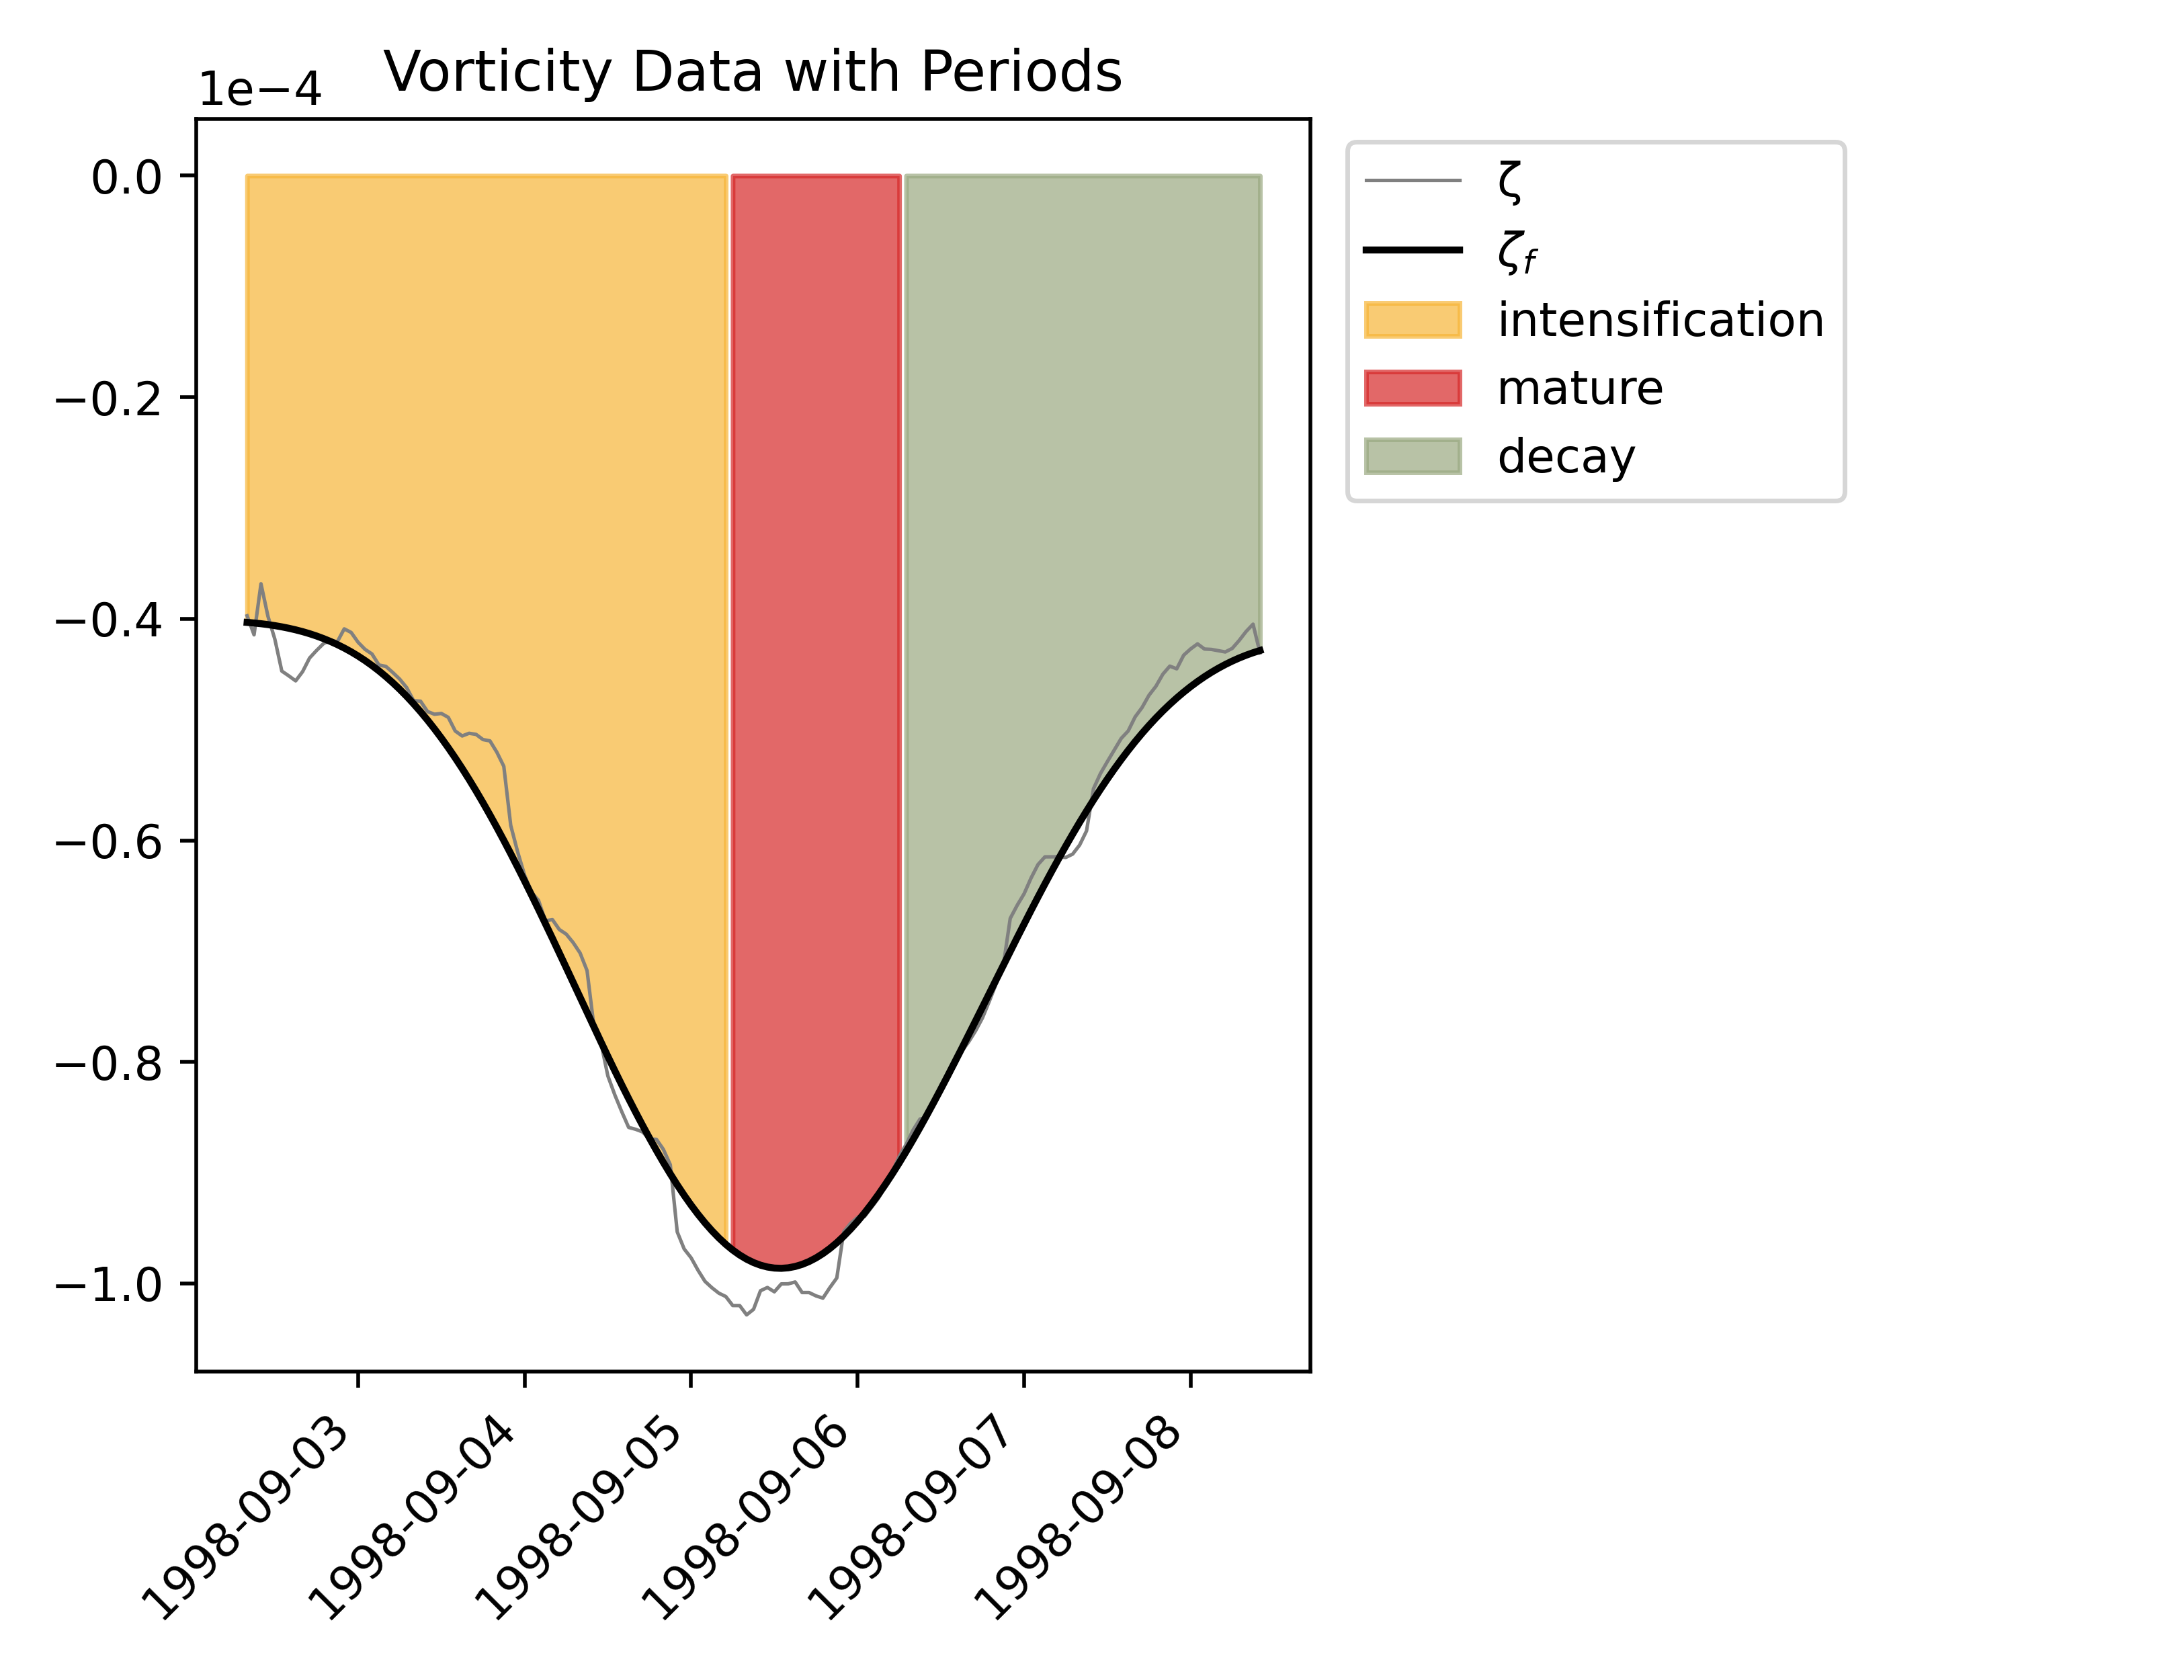 Vorticity Data with Periods
1e−4
0.0
−0.2
−0.4
−0.6
−0.8
−1.0
1998-09-03
1998-09-04
1998-09-05
1998-09-06
1998-09-07
1998-09-08
ζ
ζf
intensification
mature
decay